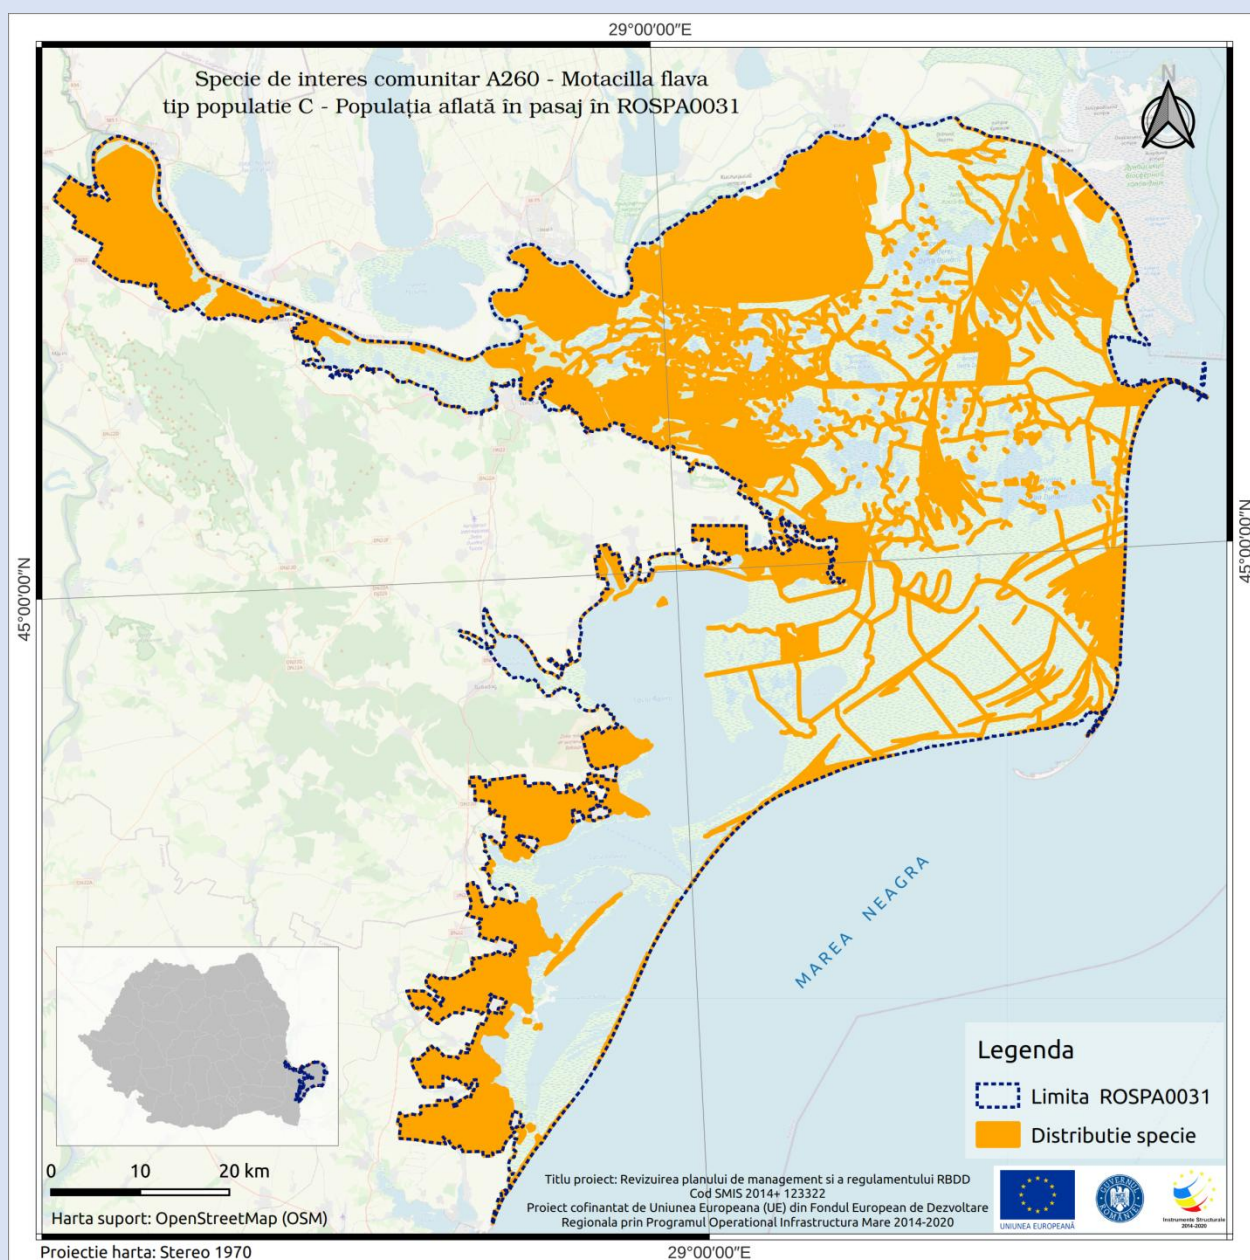 29°00'00"E
Specie de interes comunitar A260 - Motacilla flava
tip populatie C - Populația aflată în pasaj în ROSPA0031
N
45°00'00"N
45°00'00"N
MAREA NEAGRA
Legenda
Limita ROSPA0031
Distributie specie
0 10 20 km
Harta suport: OpenStreetMap (OSM)
Titlu proiect: Revizuirea planului de management si a regulamentului RBDD
Cod SMIS 2014+ 123322
Proiect cofinantat de Uniunea Europeana (UE) din Fondul European de Dezvoltare
Regionala prin Programul Operational Infrastructura Mare 2014-2020
UNIUNEA EUROPEANĂ
GUVERNUL ROMÂNIEI
Instrumente Structurale
2014-2020
Proiectie harta: Stereo 1970
29°00'00"E